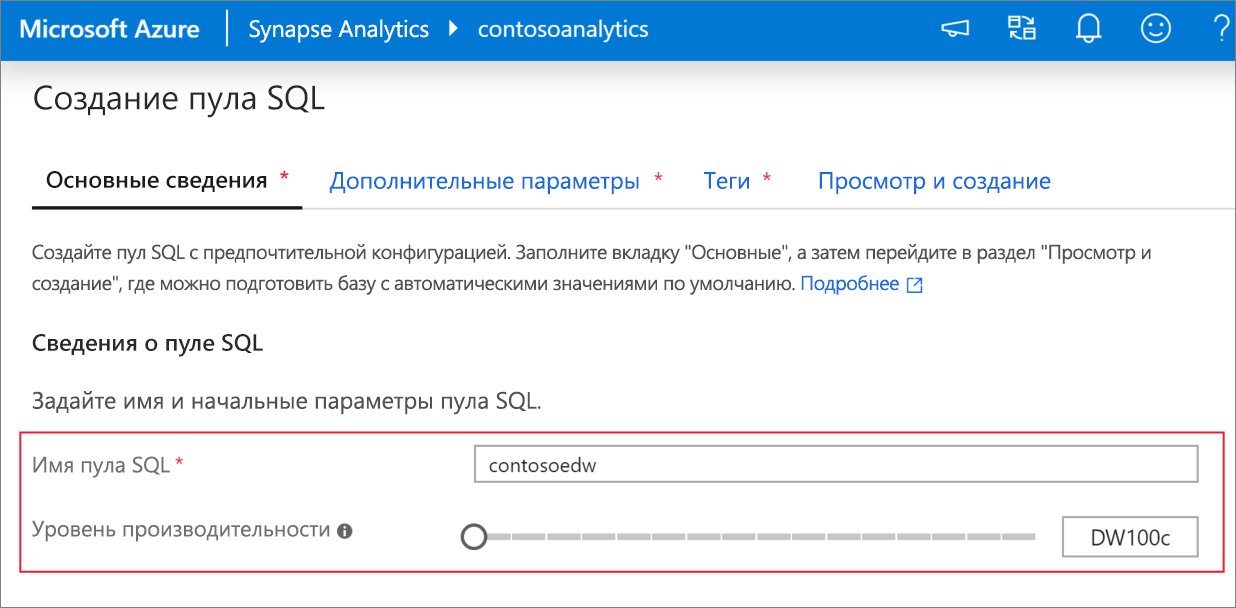 Microsoft Azure Synapse Analytics contosoanalytics ?
Создание пула SQL
Основные сведения * Дополнительные параметры * Теги * Просмотр и создание
Создайте пул SQL с предпочтительной конфигурацией. Заполните вкладку "Основные", а затем перейдите в раздел "Просмотр и
создание", где можно подготовить базу с автоматическими значениями по умолчанию. Подробнее
Сведения о пуле SQL
Задайте имя и начальные параметры пула SQL.
Имя пула SQL * contosoedw
Уровень производительности DW100c